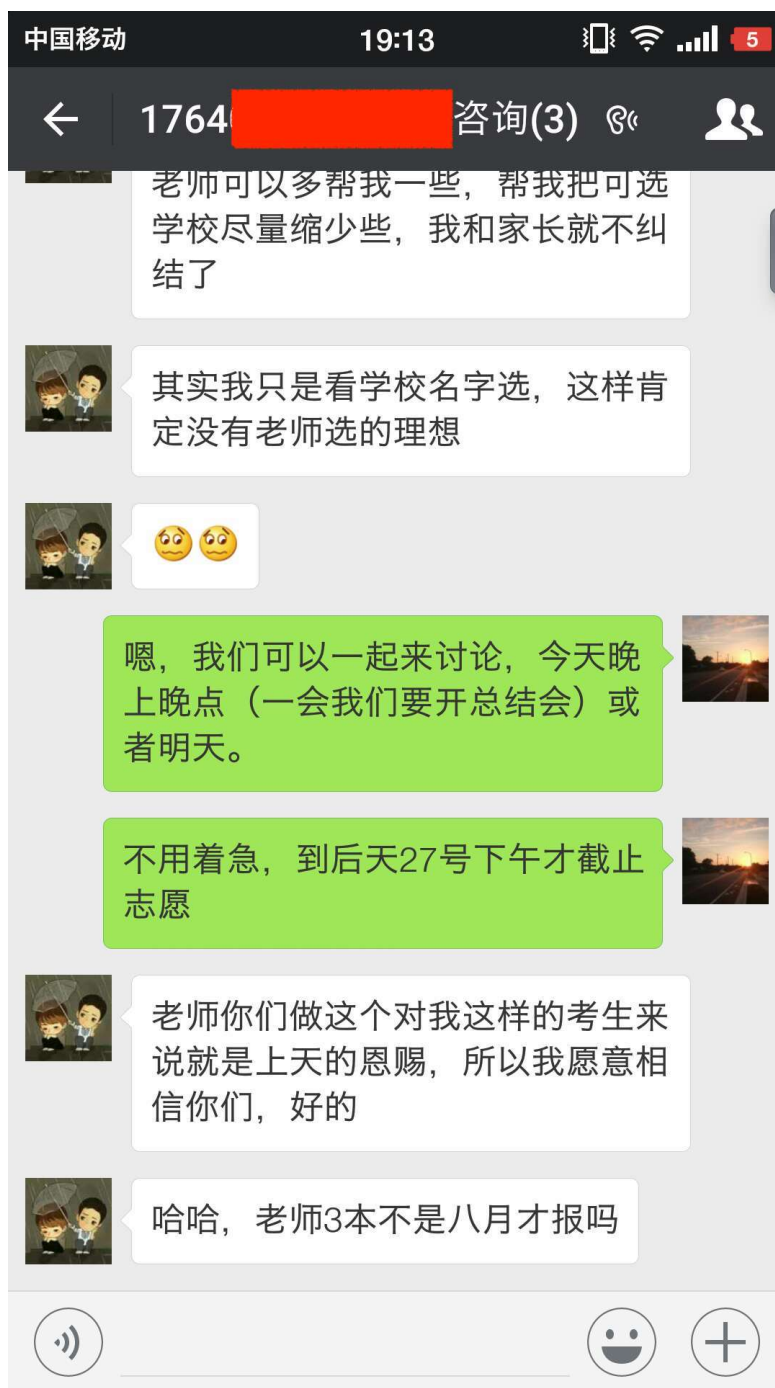 中国移动 19:13 5
1764 咨询(3)
老师可以多帮我一些，帮我把可选
学校尽量缩少些，我和家长就不纠
结了
其实我只是看学校名字选，这样肯
定没有老师选的理想
嗯，我们可以一起来讨论，今天晚
上晚点（一会我们要开总结会）或
者明天。
不用着急，到后天27号下午才截止
志愿
老师你们做这个对我这样的考生来
说就是上天的恩赐，所以我愿意相
信你们，好的
哈哈，老师3本不是八月才报吗